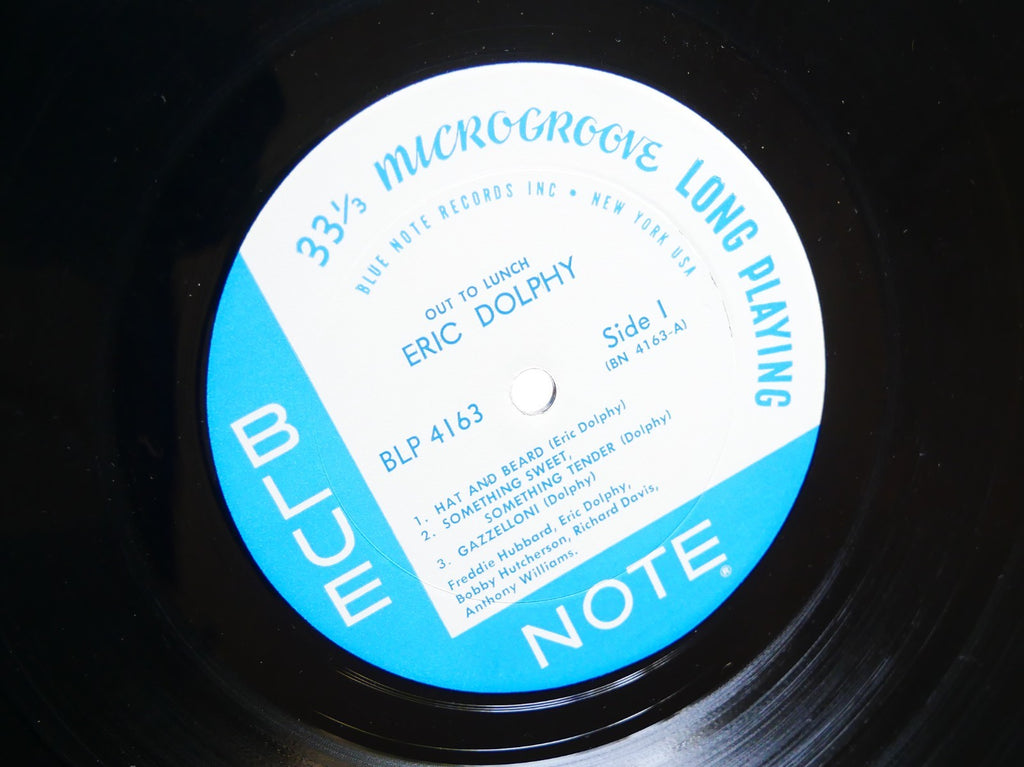 33⅓ MICROGROOVE LONG PLAYING
BLUE NOTE RECORDS INC • NEW YORK USA
OUT TO LUNCH
ERIC DOLPHY
Side 1
(BN 4163-A)
BLP 4163
1. HAT AND BEARD (Eric Dolphy)
2. SOMETHING SWEET,
SOMETHING TENDER (Dolphy)
3. GAZZELLONI (Dolphy)
Freddie Hubbard, Eric Dolphy,
Bobby Hutcherson, Richard Davis,
Anthony Williams.
BLUE
NOTE®